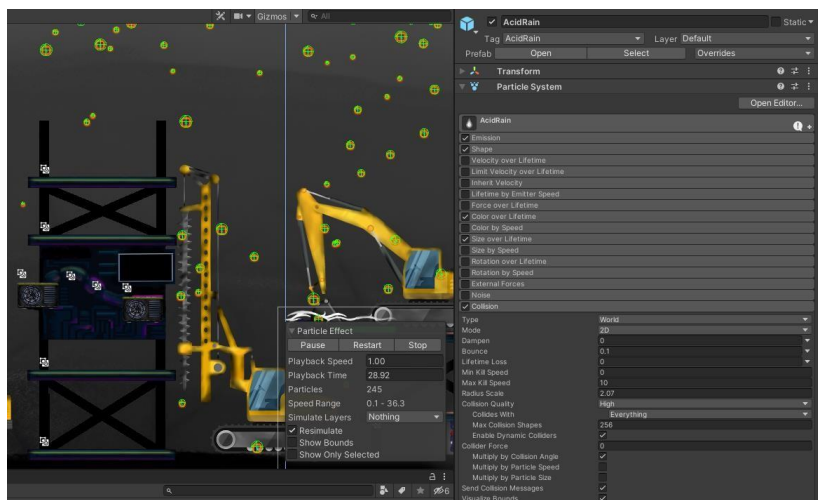 Gizmos
All
Particle Effect
Pause Restart Stop
Playback Speed 1.00
Playback Time 28.92
Particles 245
Speed Range 0.1 - 36.3
Simulate Layers Nothing
Resimulate
Show Bounds
Show Only Selected
6
AcidRain Static
Tag AcidRain Layer Default
Prefab Open Select Overrides
Transform
Particle System
Open Editor...
AcidRain
Emission
Shape
Velocity over Lifetime
Limit Velocity over Lifetime
Inherit Velocity
Lifetime by Emitter Speed
Force over Lifetime
Color over Lifetime
Color by Speed
Size over Lifetime
Size by Speed
Rotation over Lifetime
Rotation by Speed
External Forces
Noise
Collision
Type World
Mode 2D
Dampen 0
Bounce 0.1
Lifetime Loss 0
Min Kill Speed 0
Max Kill Speed 10
Radius Scale 2.07
Collision Quality High
Collides With Everything
Max Collision Shapes 256
Enable Dynamic Colliders
Collider Force 0
Multiply by Collision Angle
Multiply by Particle Speed
Multiply by Particle Size
Send Collision Messages
Visualize Bounds